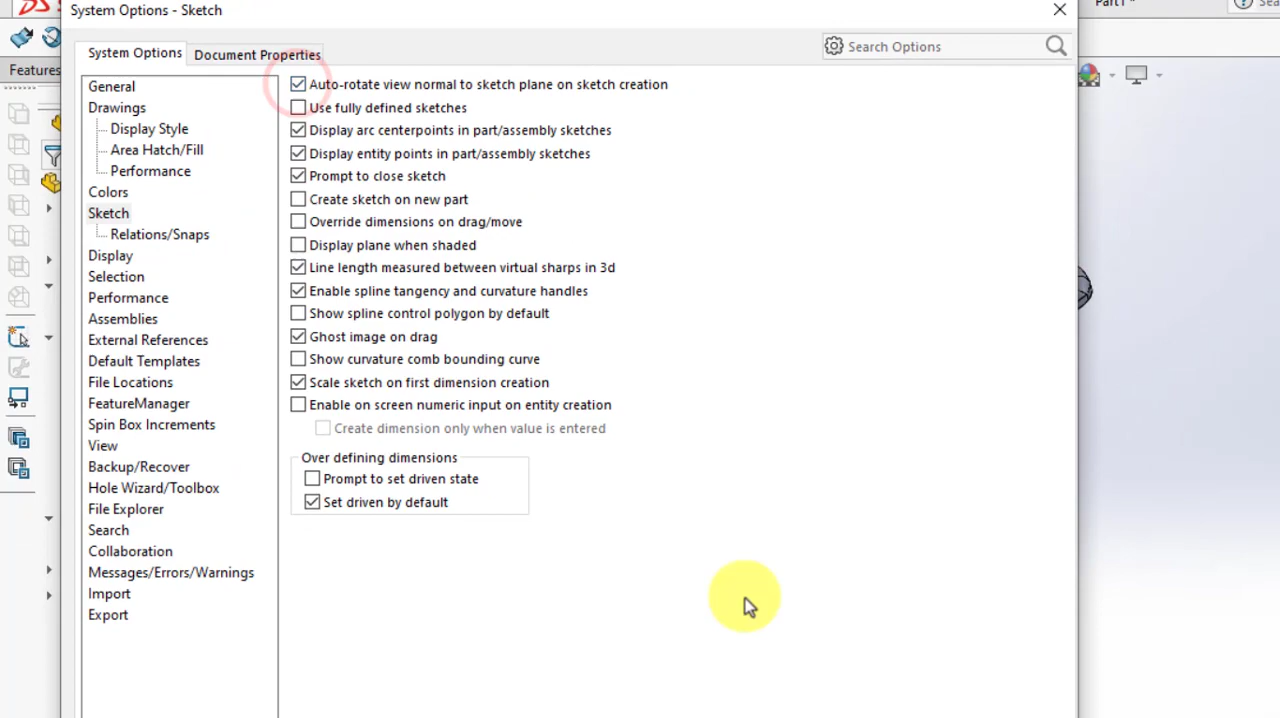 System Options - Sketch
Part1 *
System Options
Document Properties
Search Options
Features
General
Drawings
Display Style
Area Hatch/Fill
Performance
Colors
Sketch
Relations/Snaps
Display
Selection
Performance
Assemblies
External References
Default Templates
File Locations
FeatureManager
Spin Box Increments
View
Backup/Recover
Hole Wizard/Toolbox
File Explorer
Search
Collaboration
Messages/Errors/Warnings
Import
Export
Auto-rotate view normal to sketch plane on sketch creation
Use fully defined sketches
Display arc centerpoints in part/assembly sketches
Display entity points in part/assembly sketches
Prompt to close sketch
Create sketch on new part
Override dimensions on drag/move
Display plane when shaded
Line length measured between virtual sharps in 3d
Enable spline tangency and curvature handles
Show spline control polygon by default
Ghost image on drag
Show curvature comb bounding curve
Scale sketch on first dimension creation
Enable on screen numeric input on entity creation
Create dimension only when value is entered
Over defining dimensions
Prompt to set driven state
Set driven by default